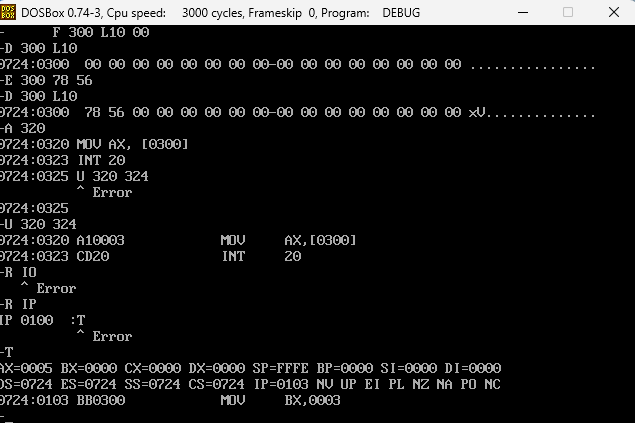 DOS
BOX
DOSBox 0.74-3, Cpu speed: 3000 cycles, Frameskip 0, Program: DEBUG
- F 300 L10 00
-D 300 L10
0724:0300 00 00 00 00 00 00 00 00-00 00 00 00 00 00 00 00 ................
-E 300 78 56
-D 300 L10
0724:0300 78 56 00 00 00 00 00 00-00 00 00 00 00 00 00 00 xV..............
-A 320
0724:0320 MOV AX, [0300]
0724:0323 INT 20
0724:0325 U 320 324
^ Error
0724:0325
-U 320 324
0724:0320 A10003 MOV AX,[0300]
0724:0323 CD20 INT 20
-R IO
^ Error
-R IP
IP 0100 :T
^ Error
-T
AX=0005 BX=0000 CX=0000 DX=0000 SP=FFFE BP=0000 SI=0000 DI=0000
DS=0724 ES=0724 SS=0724 CS=0724 IP=0103 NV UP EI PL NZ NA PO NC
0724:0103 BB0300 MOV BX,0003
-